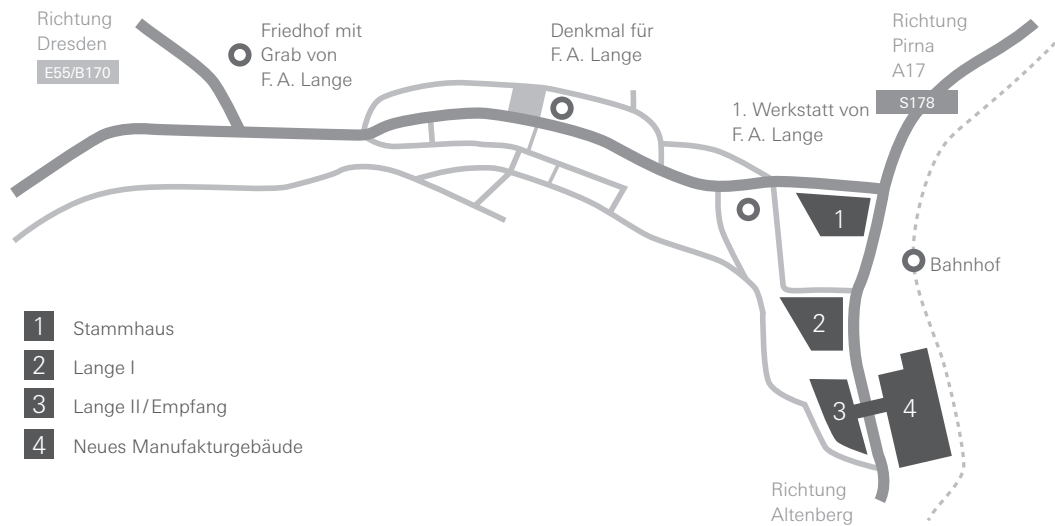 Richtung
Dresden
E55/B170
Friedhof mit
Grab von
F. A. Lange
Denkmal für
F. A. Lange
Richtung
Pirna
A17
S178
1. Werkstatt von
F. A. Lange
1
Bahnhof
2
3
4
1 Stammhaus
2 Lange I
3 Lange II/Empfang
4 Neues Manufakturgebäude
Richtung
Altenberg